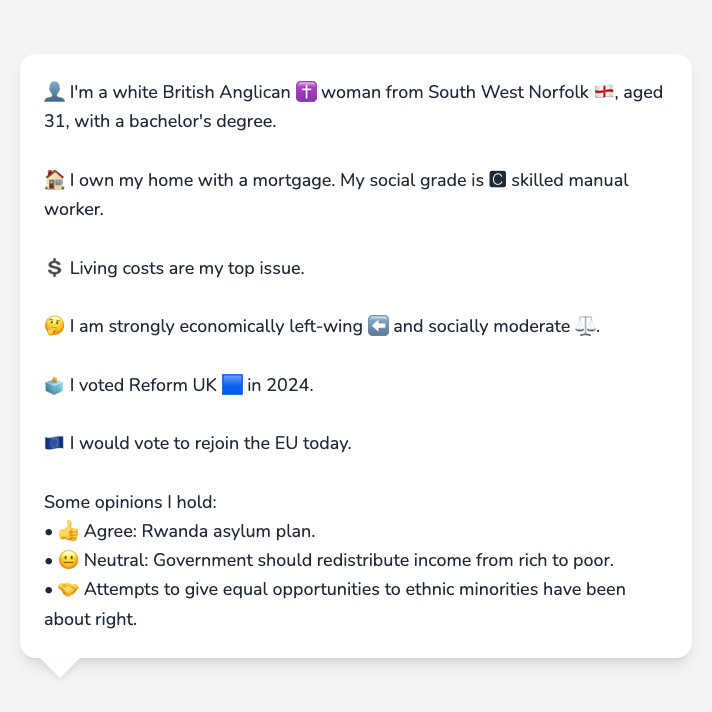 👤 I'm a white British Anglican ✝️ woman from South West Norfolk 🏴󠁧󠁢󠁥󠁮󠁧󠁿, aged
31, with a bachelor's degree.
🏠 I own my home with a mortgage. My social grade is 🅲 skilled manual
worker.
💲 Living costs are my top issue.
🤔 I am strongly economically left-wing ⬅️ and socially moderate ⚖️.
🗳️ I voted Reform UK 🟦 in 2024.
🇪🇺 I would vote to rejoin the EU today.
Some opinions I hold:
• 👍 Agree: Rwanda asylum plan.
• 😐 Neutral: Government should redistribute income from rich to poor.
• 🤝 Attempts to give equal opportunities to ethnic minorities have been
about right.